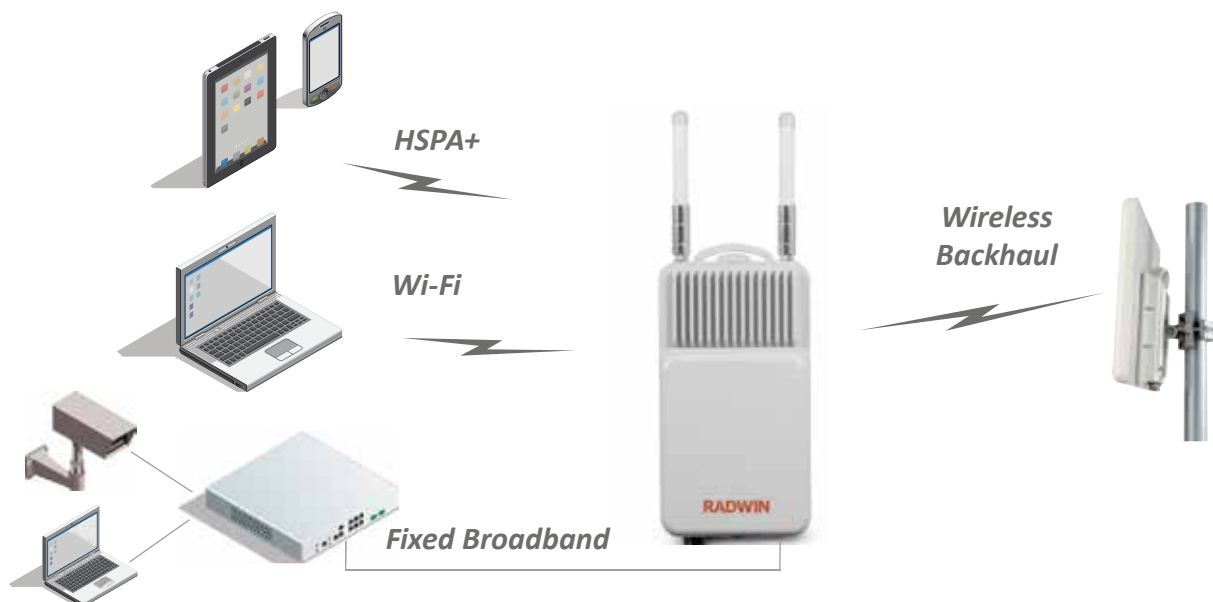 HSPA+
Wireless
Backhaul
Wi-Fi
RADWIN
Fixed Broadband